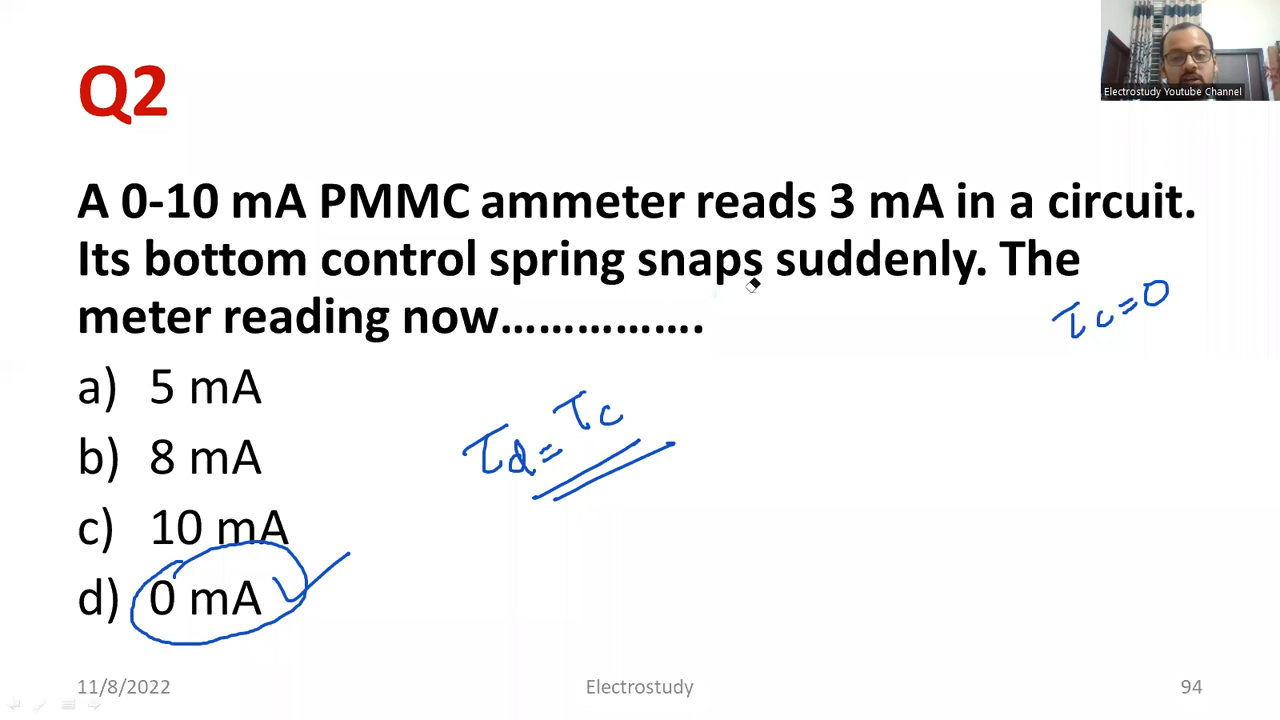 Q2
Electrostudy Youtube Channel
A 0-10 mA PMMC ammeter reads 3 mA in a circuit.
Its bottom control spring snaps suddenly. The
meter reading now…………….
τc=0
a) 5 mA
τd=τc
b) 8 mA
c) 10 mA
d) 0 mA
11/8/2022
Electrostudy
94